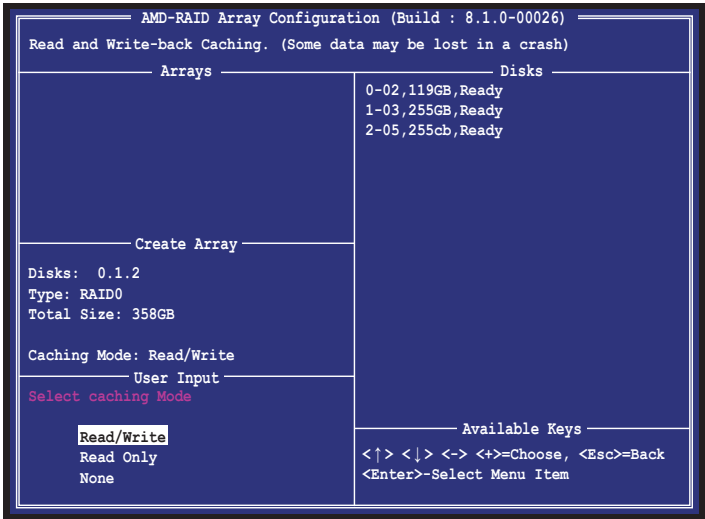 AMD-RAID Array Configuration (Build : 8.1.0-00026)
Read and Write-back Caching. (Some data may be lost in a crash)
Arrays
Disks
0-02,119GB,Ready
1-03,255GB,Ready
2-05,255cb,Ready
Create Array
Disks: 0.1.2
Type: RAID0
Total Size: 358GB
Caching Mode: Read/Write
User Input
Select caching Mode
Read/Write
Read Only
None
Available Keys
<↑> <↓> <-> <+>=Choose, <Esc>=Back
<Enter>-Select Menu Item